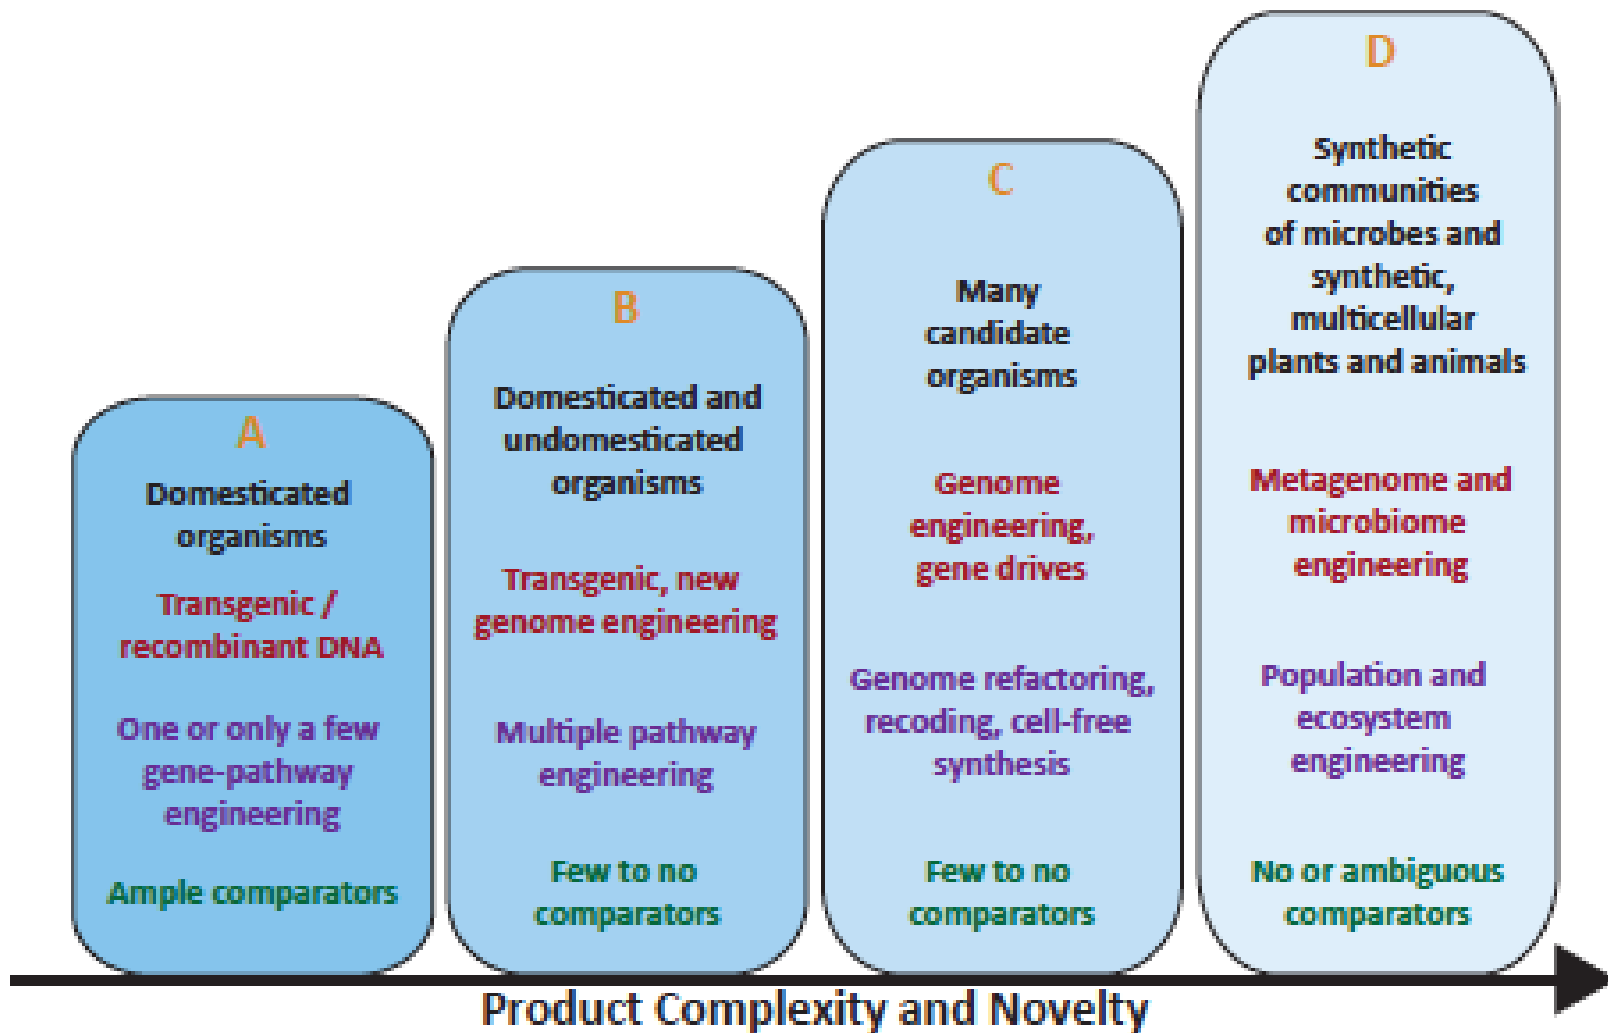 A
Domesticated
organisms
Transgenic /
recombinant DNA
One or only a few
gene-pathway
engineering
Ample comparators
B
Domesticated and
undomesticated
organisms
Transgenic, new
genome engineering
Multiple pathway
engineering
Few to no
comparators
C
Many
candidate
organisms
Genome
engineering,
gene drives
Genome refactoring,
recoding, cell-free
synthesis
Few to no
comparators
D
Synthetic
communities
of microbes and
synthetic,
multicellular
plants and animals
Metagenome and
microbiome
engineering
Population and
ecosystem
engineering
No or ambiguous
comparators
Product Complexity and Novelty